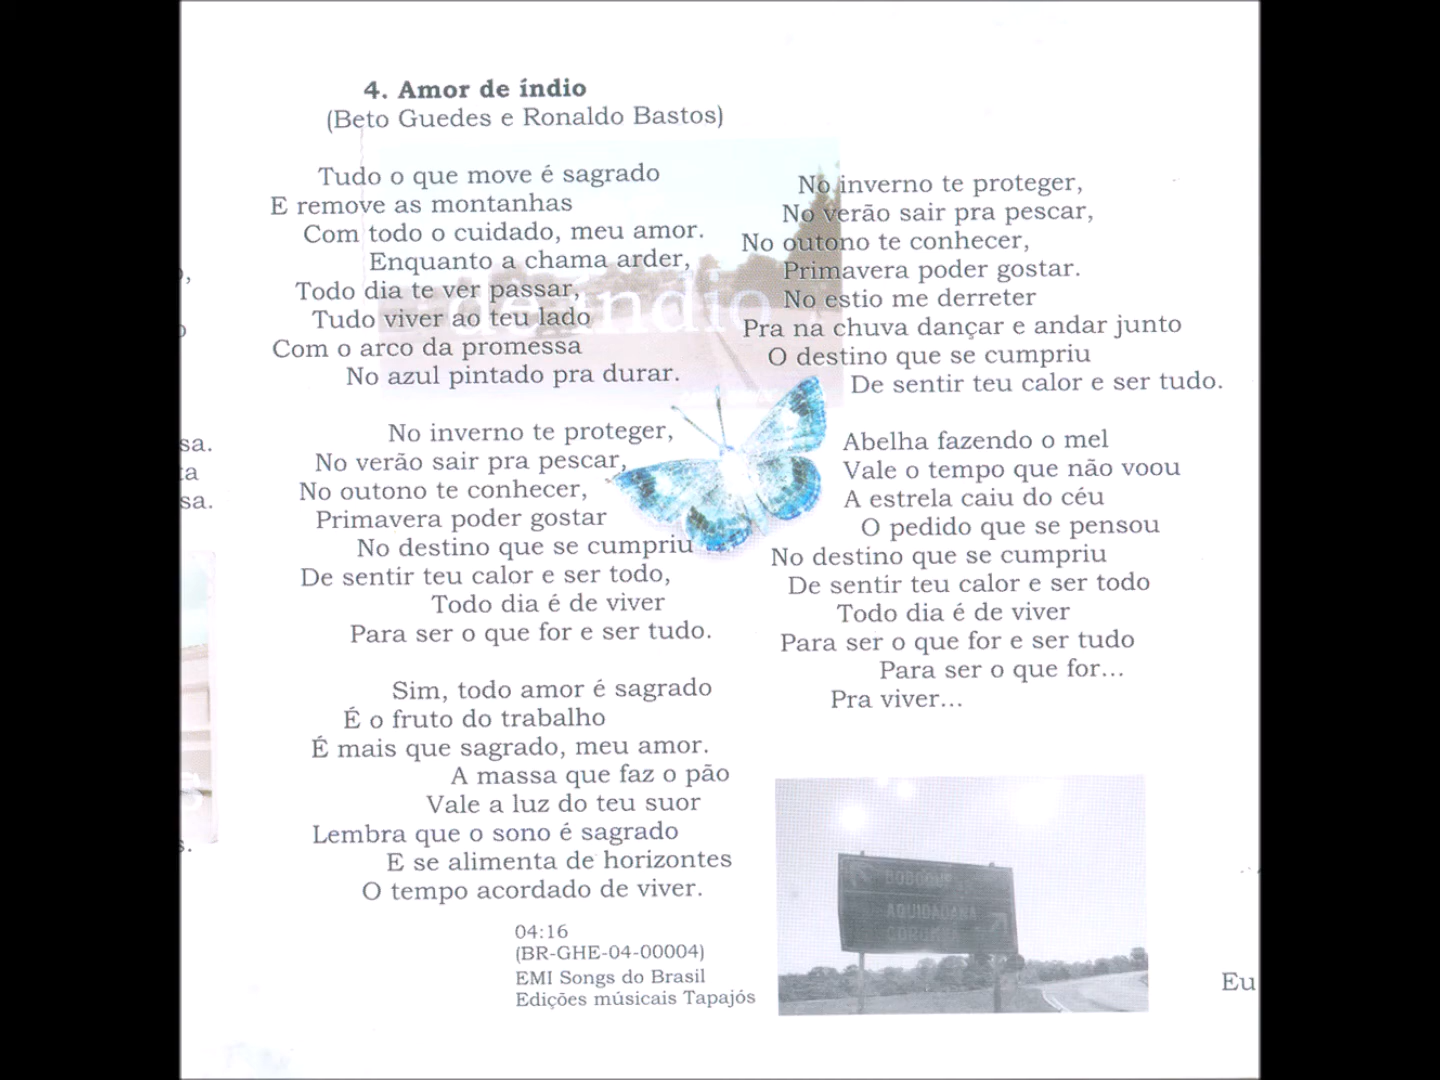 4. Amor de índio
(Beto Guedes e Ronaldo Bastos)
Tudo o que move é sagrado
E remove as montanhas
Com todo o cuidado, meu amor.
Enquanto a chama arder,
Todo dia te ver passar,
Tudo viver ao teu lado
Com o arco da promessa
No azul pintado pra durar.
de índio
No inverno te proteger,
No verão sair pra pescar,
No outono te conhecer,
Primavera poder gostar
No destino que se cumpriu
De sentir teu calor e ser todo,
Todo dia é de viver
Para ser o que for e ser tudo.
Sim, todo amor é sagrado
É o fruto do trabalho
É mais que sagrado, meu amor.
A massa que faz o pão
Vale a luz do teu suor
Lembra que o sono é sagrado
E se alimenta de horizontes
O tempo acordado de viver.
04:16
(BR-GHE-04-00004)
EMI Songs do Brasil
Edições músicais Tapajós
No inverno te proteger,
No verão sair pra pescar,
No outono te conhecer,
Primavera poder gostar.
No estio me derreter
Pra na chuva dançar e andar junto
O destino que se cumpriu
De sentir teu calor e ser tudo.
Abelha fazendo o mel
Vale o tempo que não voou
A estrela caiu do céu
O pedido que se pensou
No destino que se cumpriu
De sentir teu calor e ser todo
Todo dia é de viver
Para ser o que for e ser tudo
Para ser o que for...
Pra viver...
AQUIDAUANA
Eu